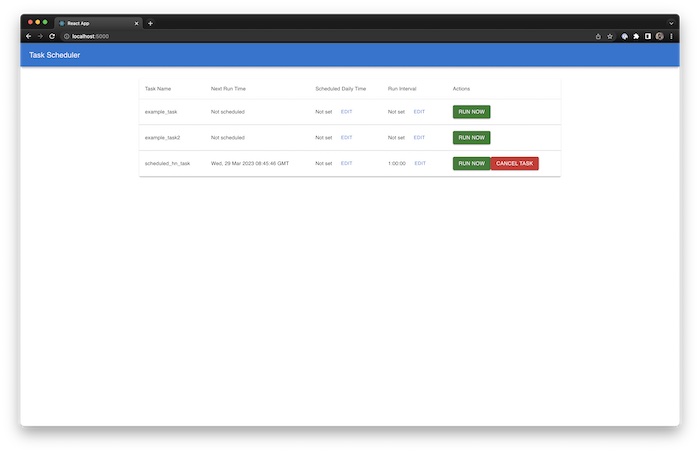 React App
localhost:5000
Task Scheduler
Task Name Next Run Time Scheduled Daily Time Run Interval Actions
example_task Not scheduled Not set EDIT Not set EDIT RUN NOW
example_task2 Not scheduled Not set EDIT Not set EDIT RUN NOW
scheduled_hn_task Wed, 29 Mar 2023 08:45:46 GMT Not set EDIT 1:00:00 EDIT RUN NOW CANCEL TASK